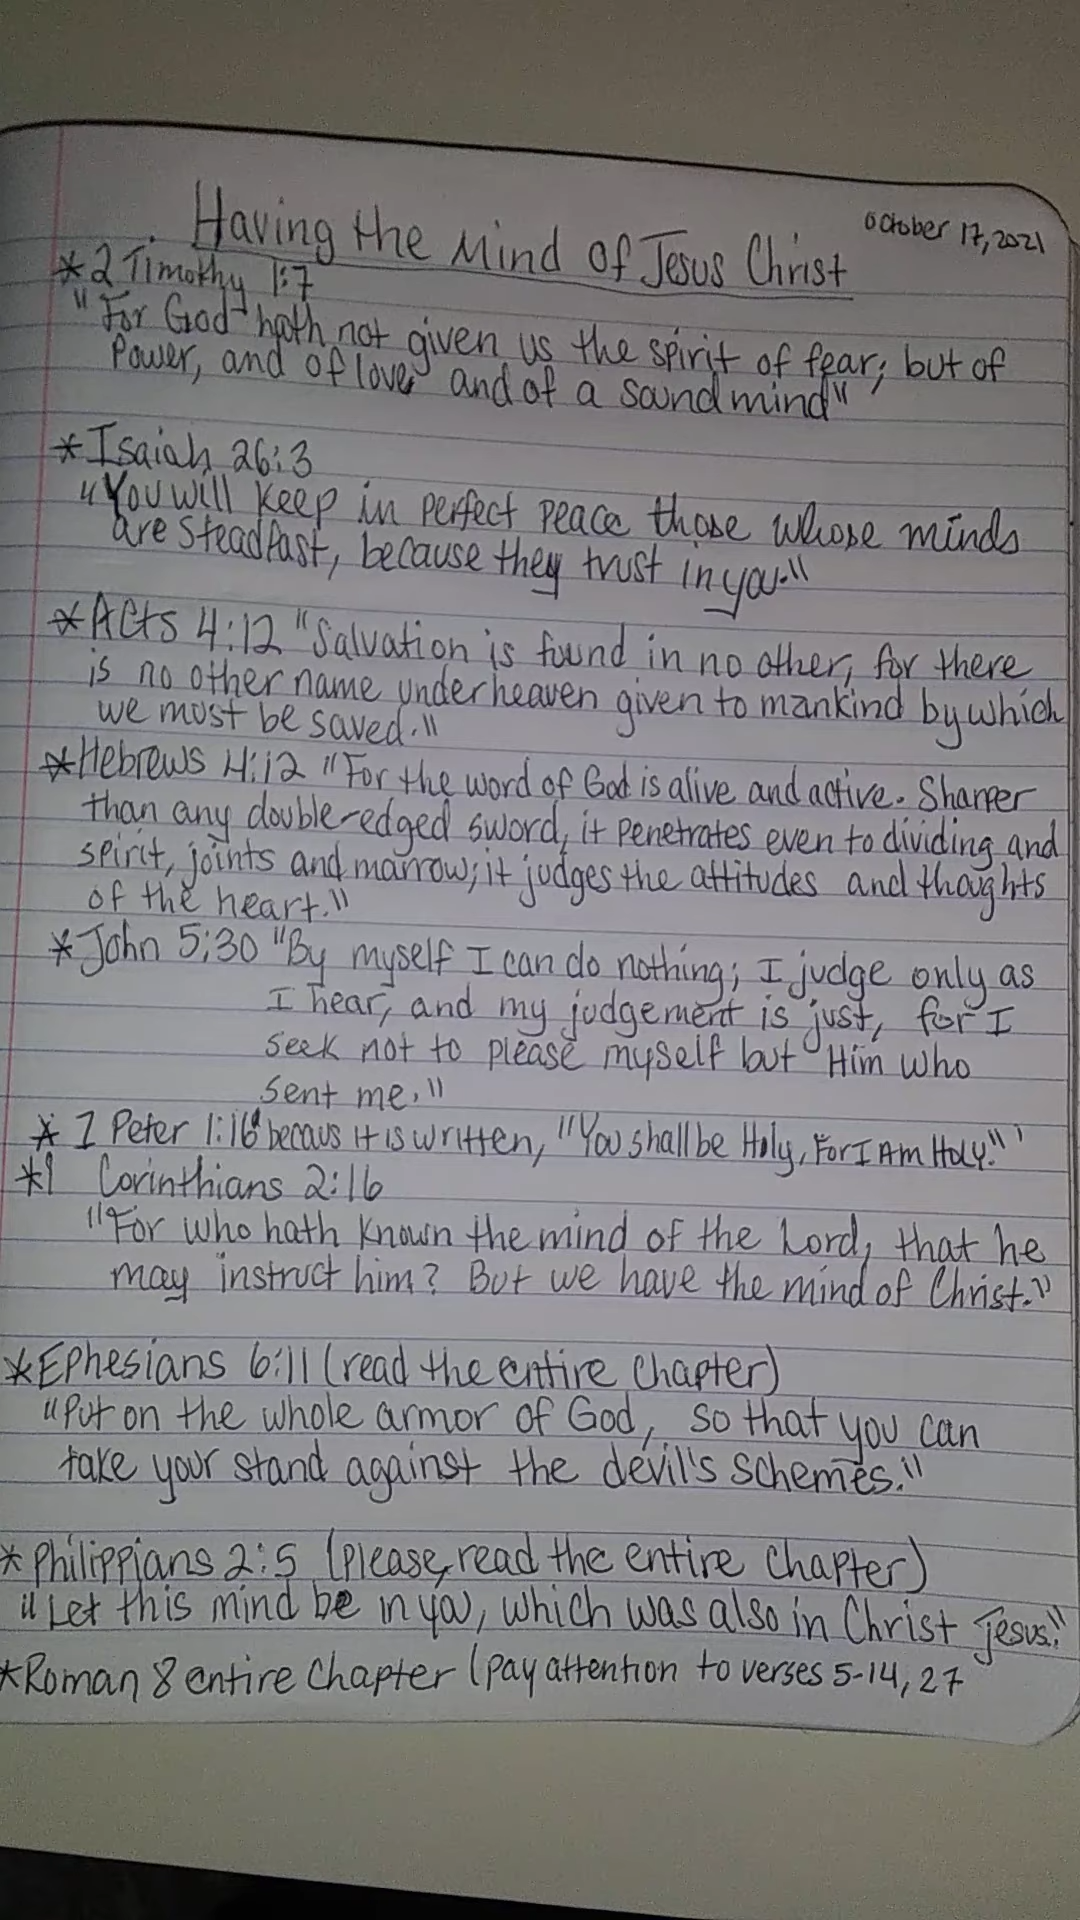 Having the Mind Of Jesus Christ
October 17, 2021
* 2 Timothy 1:7
"For God hath not given us the spirit of fear; but of
Power, and of love, and of a sound mind"
* Isaiah 26:3
"You will keep in perfect peace those whose minds
are steadfast, because they trust in you."
* Acts 4:12 "Salvation is found in no other, for there
is no other name under heaven given to mankind by which
we must be saved."
* Hebrews 4:12 "For the word of God is alive and active. Sharper
than any double-edged sword, it penetrates even to dividing and
spirit, joints and marrow; it judges the attitudes and thoughts
of the heart."
* John 5:30 "By myself I can do nothing; I judge only as
I hear, and my judgement is just, for I
seek not to please myself but Him who
sent me."
* I Peter 1:16 "becaus it is written, "You shall be Holy, For I Am Holy." '
* 1 Corinthians 2:16
"For who hath known the mind of the Lord, that he
may instruct him? But we have the mind of Christ."
* Ephesians 6:11 (read the entire Chapter)
"Put on the whole armor of God, so that you can
take your stand against the devil's schemes."
* Philippians 2:5 (please, read the entire Chapter)
"Let this mind be in you, which was also in Christ Jesus."
* Roman 8 entire Chapter (pay attention to verses 5-14, 27